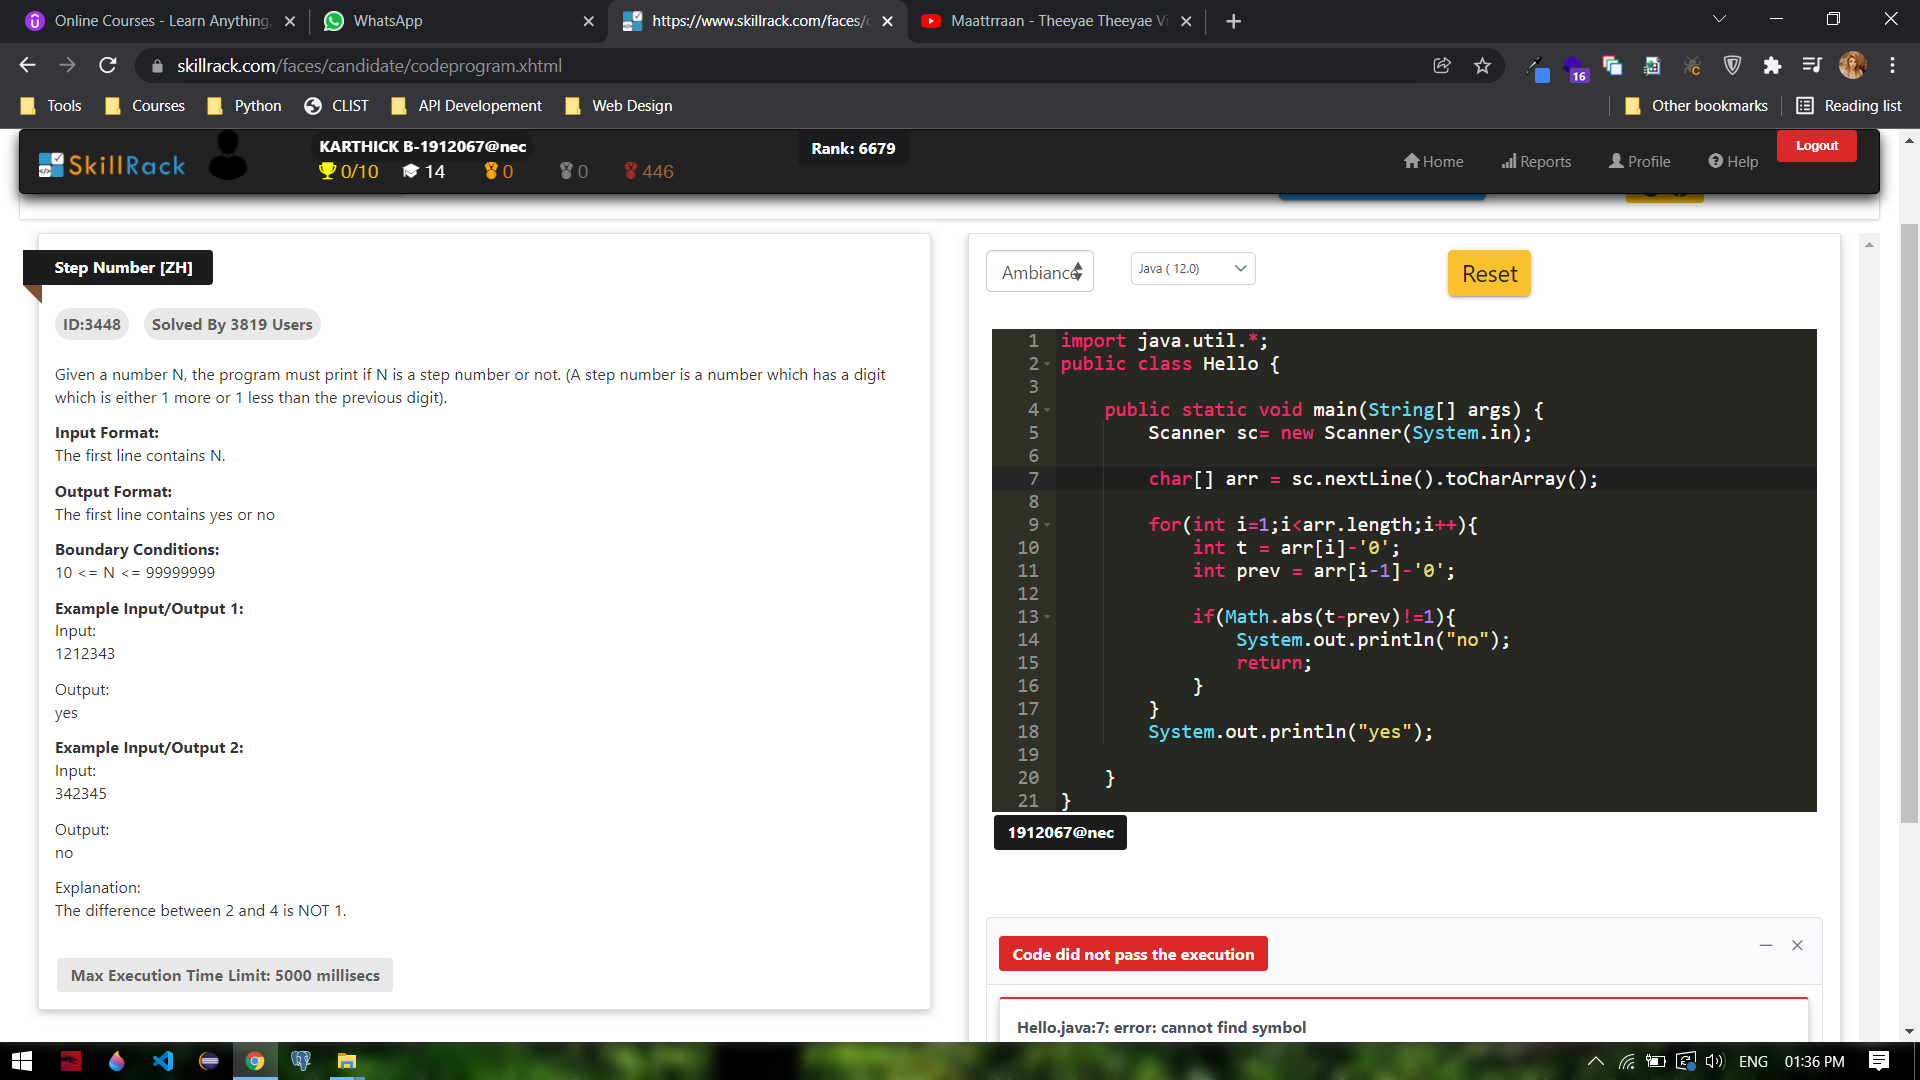 Online Courses - Learn Anything,
WhatsApp
https://www.skillrack.com/faces/c
Maattrraan - Theeyae Theeyae Vi
skillrack.com/faces/candidate/codeprogram.xhtml
16
Tools
Courses
Python
CLIST
API Developement
Web Design
Other bookmarks
Reading list
SkillRack
KARTHICK B-1912067@nec
0/10
14
0
0
446
Rank: 6679
Home
Reports
Profile
Help
Logout
Step Number [ZH]
ID:3448
Solved By 3819 Users
Given a number N, the program must print if N is a step number or not. (A step number is a number which has a digit
which is either 1 more or 1 less than the previous digit).
Input Format:
The first line contains N.
Output Format:
The first line contains yes or no
Boundary Conditions:
10 <= N <= 99999999
Example Input/Output 1:
Input:
1212343
Output:
yes
Example Input/Output 2:
Input:
342345
Output:
no
Explanation:
The difference between 2 and 4 is NOT 1.
Max Execution Time Limit: 5000 millisecs
Ambiance
Java ( 12.0)
Reset
1 import java.util.*;
2 public class Hello {
3
4     public static void main(String[] args) {
5         Scanner sc= new Scanner(System.in);
6
7         char[] arr = sc.nextLine().toCharArray();
8
9         for(int i=1;i<arr.length;i++){
10             int t = arr[i]-'0';
11             int prev = arr[i-1]-'0';
12
13             if(Math.abs(t-prev)!=1){
14                 System.out.println("no");
15                 return;
16             }
17         }
18         System.out.println("yes");
19
20     }
21 }
1912067@nec
Code did not pass the execution
Hello.java:7: error: cannot find symbol
ENG
01:36 PM